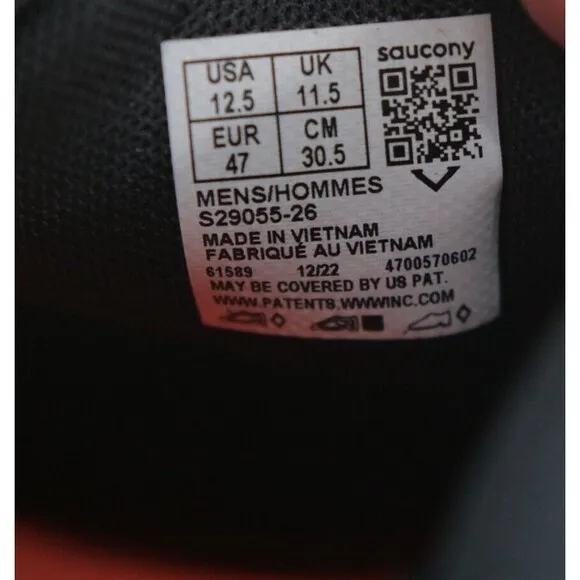 saucony
USA 12.5 UK 11.5
EUR 47 CM 30.5
MENS/HOMMES
S29055-26
MADE IN VIETNAM
FABRIQUÉ AU VIETNAM
61589 12/22 4700570602
MAY BE COVERED BY US PAT.
WWW.PATENTS.WWWINC.COM